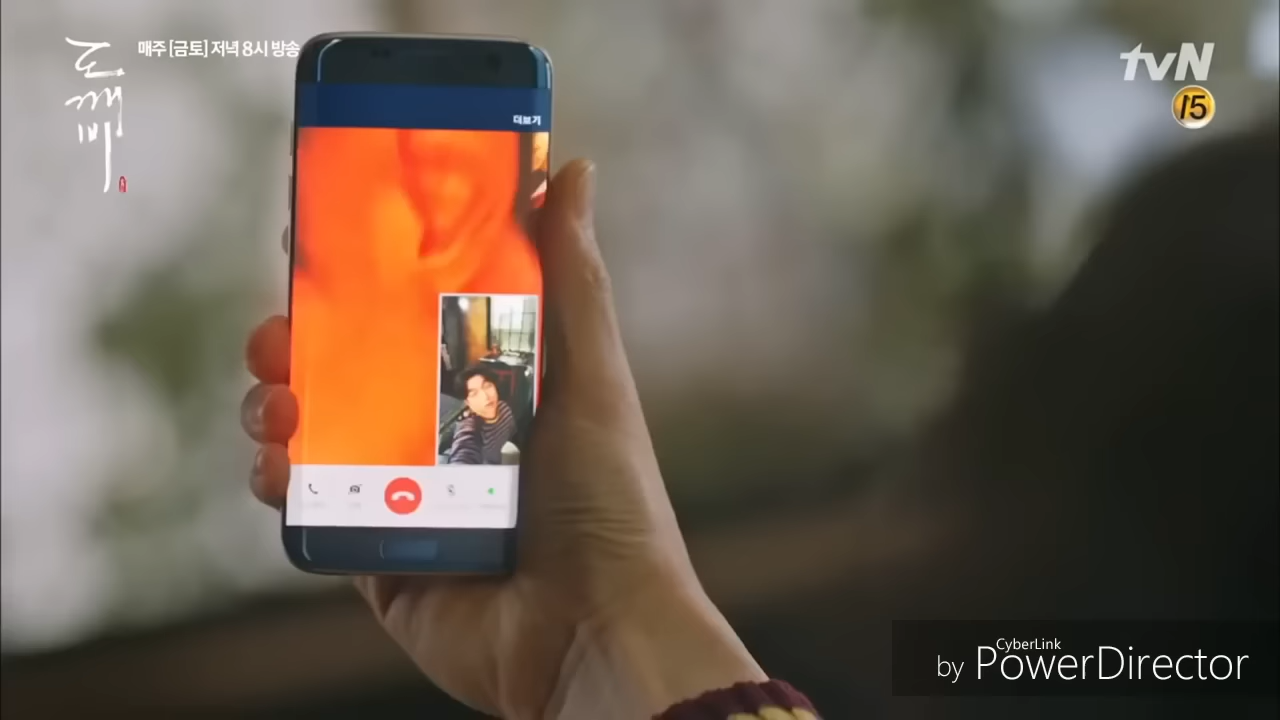 도깨비
매주 [금토] 저녁 8시 방송
tvN
15
더보기
CyberLink
by PowerDirector